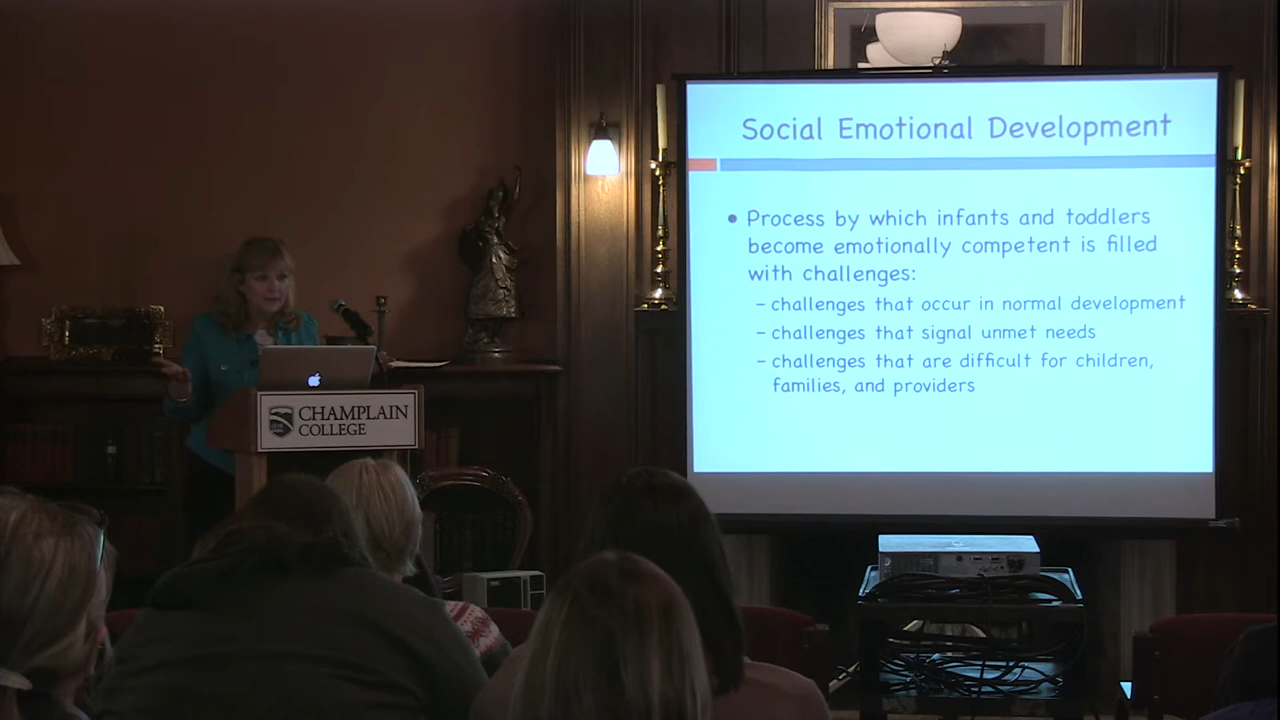 Social Emotional Development
• Process by which infants and toddlers
become emotionally competent is filled
with challenges:
– challenges that occur in normal development
– challenges that signal unmet needs
– challenges that are difficult for children,
families, and providers
CHAMPLAIN
COLLEGE